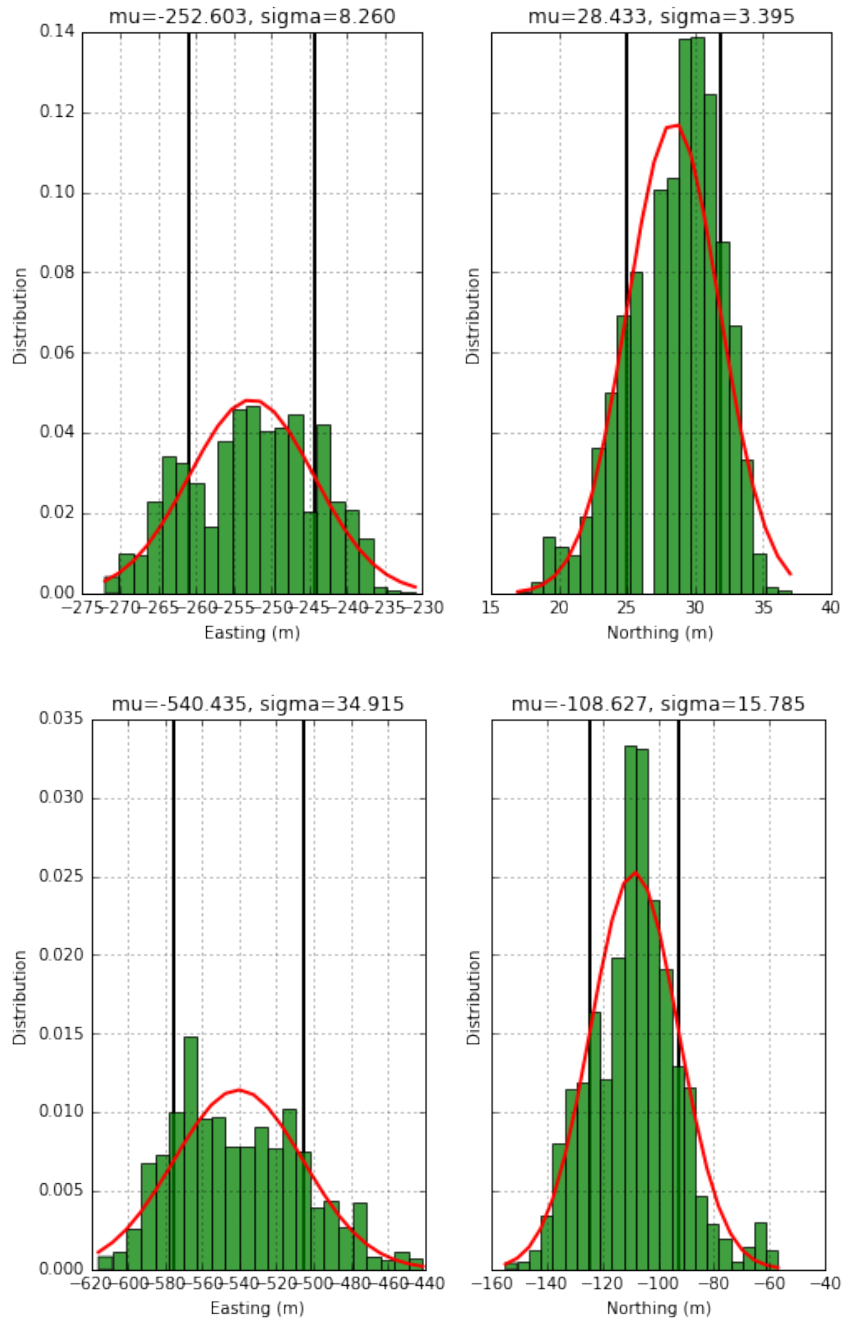 mu=-252.603, sigma=8.260
mu=28.433, sigma=3.395
0.14
0.12
0.10
0.08
0.06
0.04
0.02
0.00
Distribution
Distribution
−275 −270 −265 −260 −255 −250 −245 −240 −235 −230
15 20 25 30 35 40
Easting (m)
Northing (m)
mu=-540.435, sigma=34.915
mu=-108.627, sigma=15.785
0.035
0.030
0.025
0.020
0.015
0.010
0.005
0.000
Distribution
Distribution
−620 −600 −580 −560 −540 −520 −500 −480 −460 −440
−160 −140 −120 −100 −80 −60 −40
Easting (m)
Northing (m)